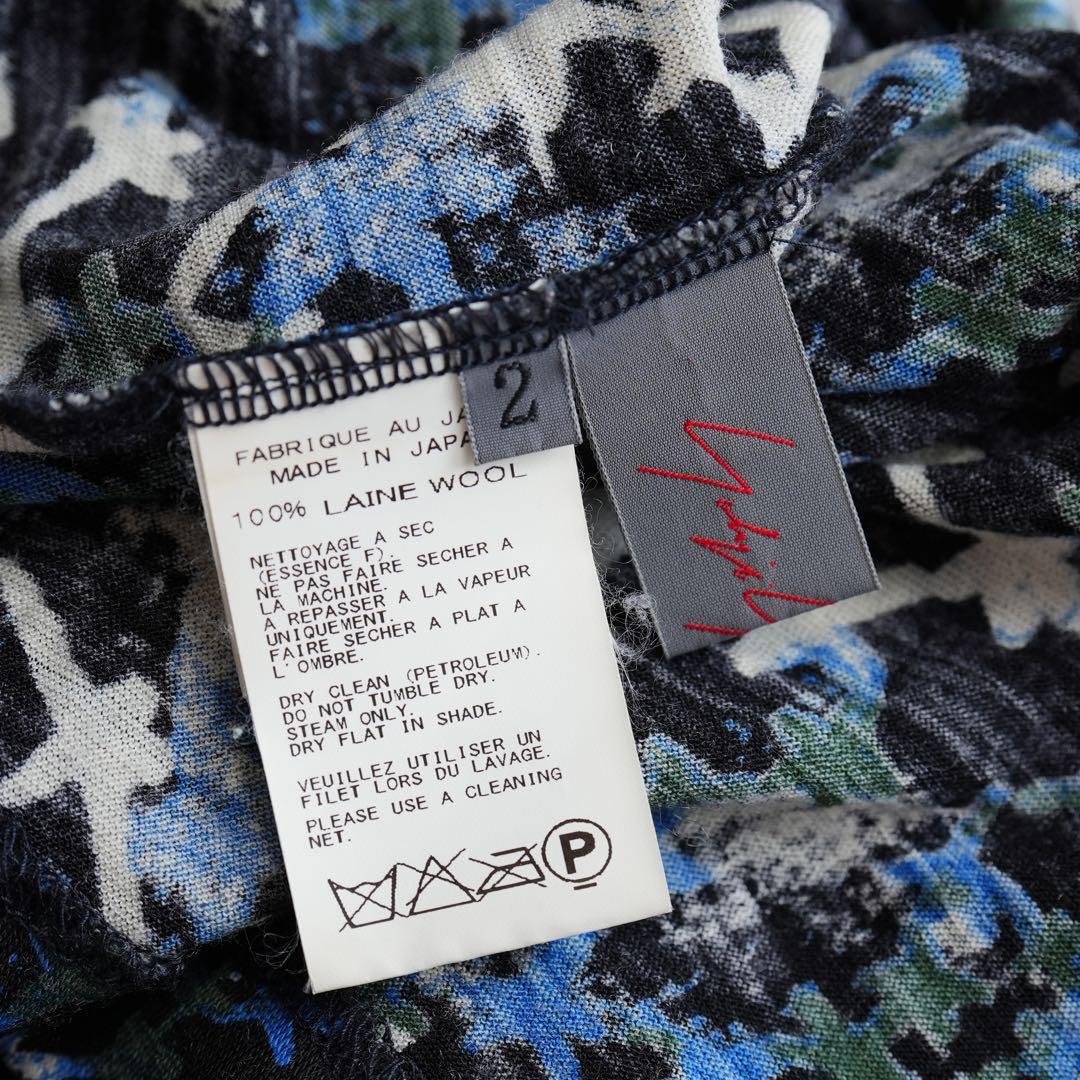 2
FABRIQUE AU
MADE IN JAPA
100% LAINE WOOL
NETTOYAGE A SEC
(ESSENCE F).
NE PAS FAIRE SECHER A
LA MACHINE.
A REPASSER A LA VAPEUR
UNIQUEMENT.
FAIRE SECHER A PLAT A
L'OMBRE.
DRY CLEAN (PETROLEUM).
DO NOT TUMBLE DRY.
STEAM ONLY.
DRY FLAT IN SHADE.
VEUILLEZ UTILISER UN
FILET LORS DU LAVAGE.
PLEASE USE A CLEANING
NET.
P